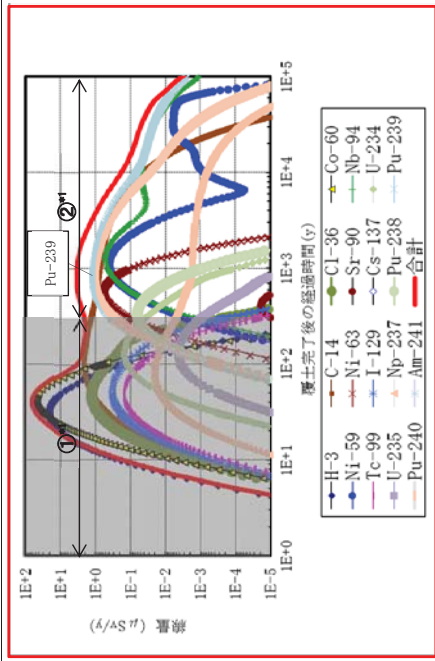 Pu-239
①*1 ②*1
1E+2
1E+1
1E+0
1E-1
1E-2
1E-3
1E-4
1E-5
線量 (μSv/y)
1E+0 1E+1 1E+2 1E+3 1E+4 1E+5
覆土完了後の経過時間(y)
H-3 C-14 Cl-36 Co-60
Ni-59 Ni-63 Sr-90 Nb-94
Tc-99 I-129 Cs-137 U-234
U-235 Np-237 Pu-238 Pu-239
Pu-240 Am-241 合計